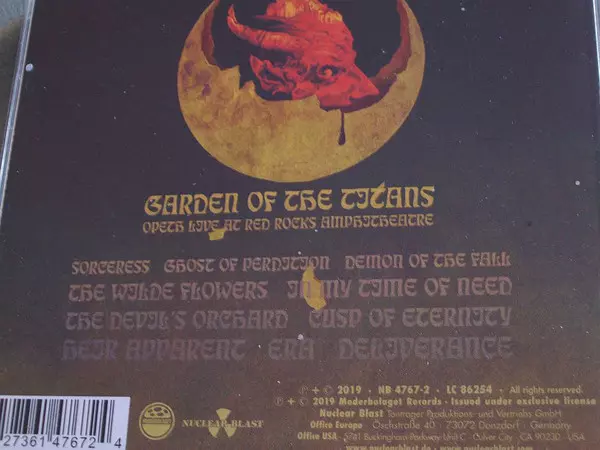 GARDEN OF THE TITANS
OPETH LIVE AT RED ROCKS AMPHITHEATRE
SORCERESS GHOST OF PERDITION DEMON OF THE FALL
THE WILDE FLOWERS IN MY TIME OF NEED
THE DEVIL'S ORCHARD CUSP OF ETERNITY
HEIR APPARENT ERA DELIVERANCE
℗ + © 2019 · NB 4767-2 · LC 86254 · All rights reserved.
℗ + © 2019 Moderbolaget Records · Issued under exclusive license
Nuclear Blast Tonträger Produktions- und Vertriebs GmbH
Office Europe Oeschstraße 40 · 73072 Donzdorf · Germany
Office USA Buckingham Parkway Unit C · Culver City · CA 90230 · USA
www.nuclearblast.com
NUCLEAR BLAST
27361 47672 4